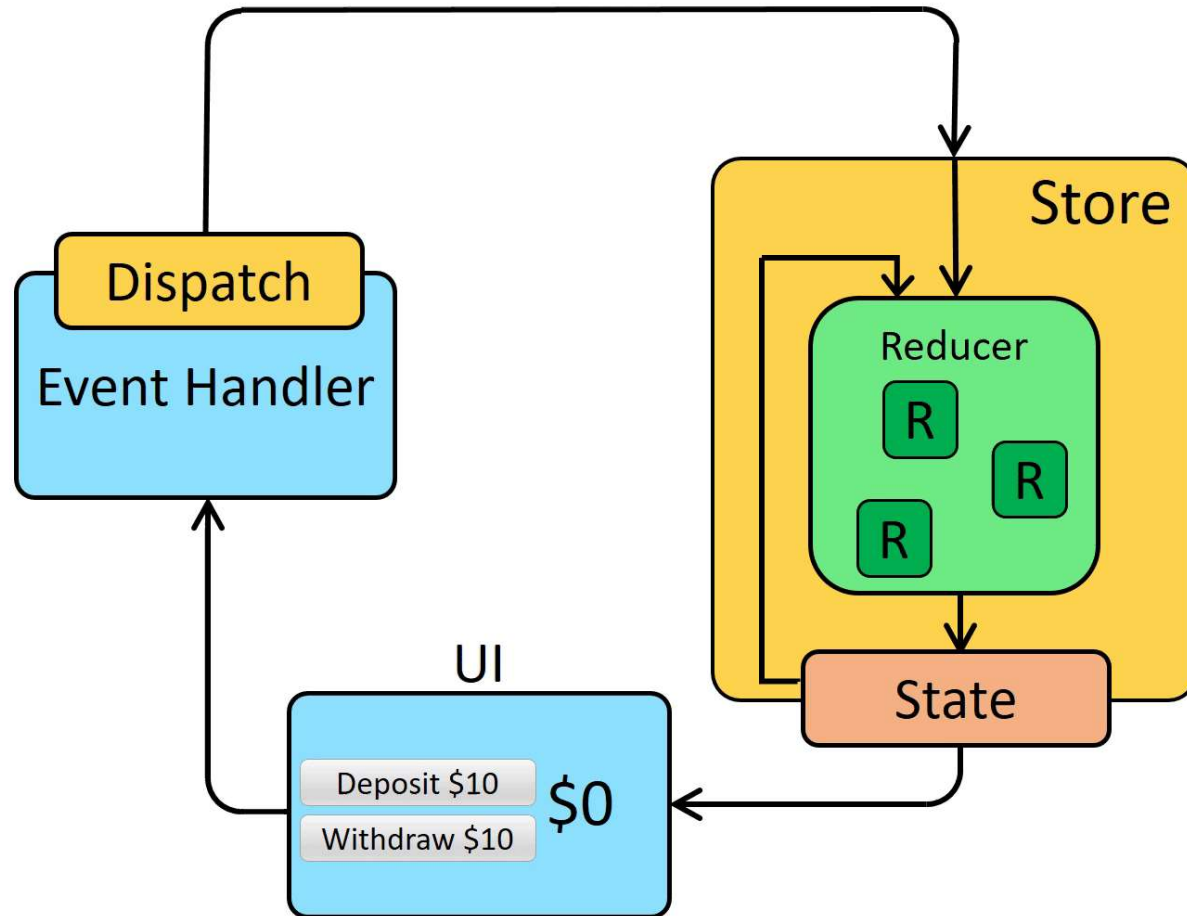 Store
Dispatch
Event Handler
Reducer
R
R
R
State
UI
Deposit $10
Withdraw $10
$0